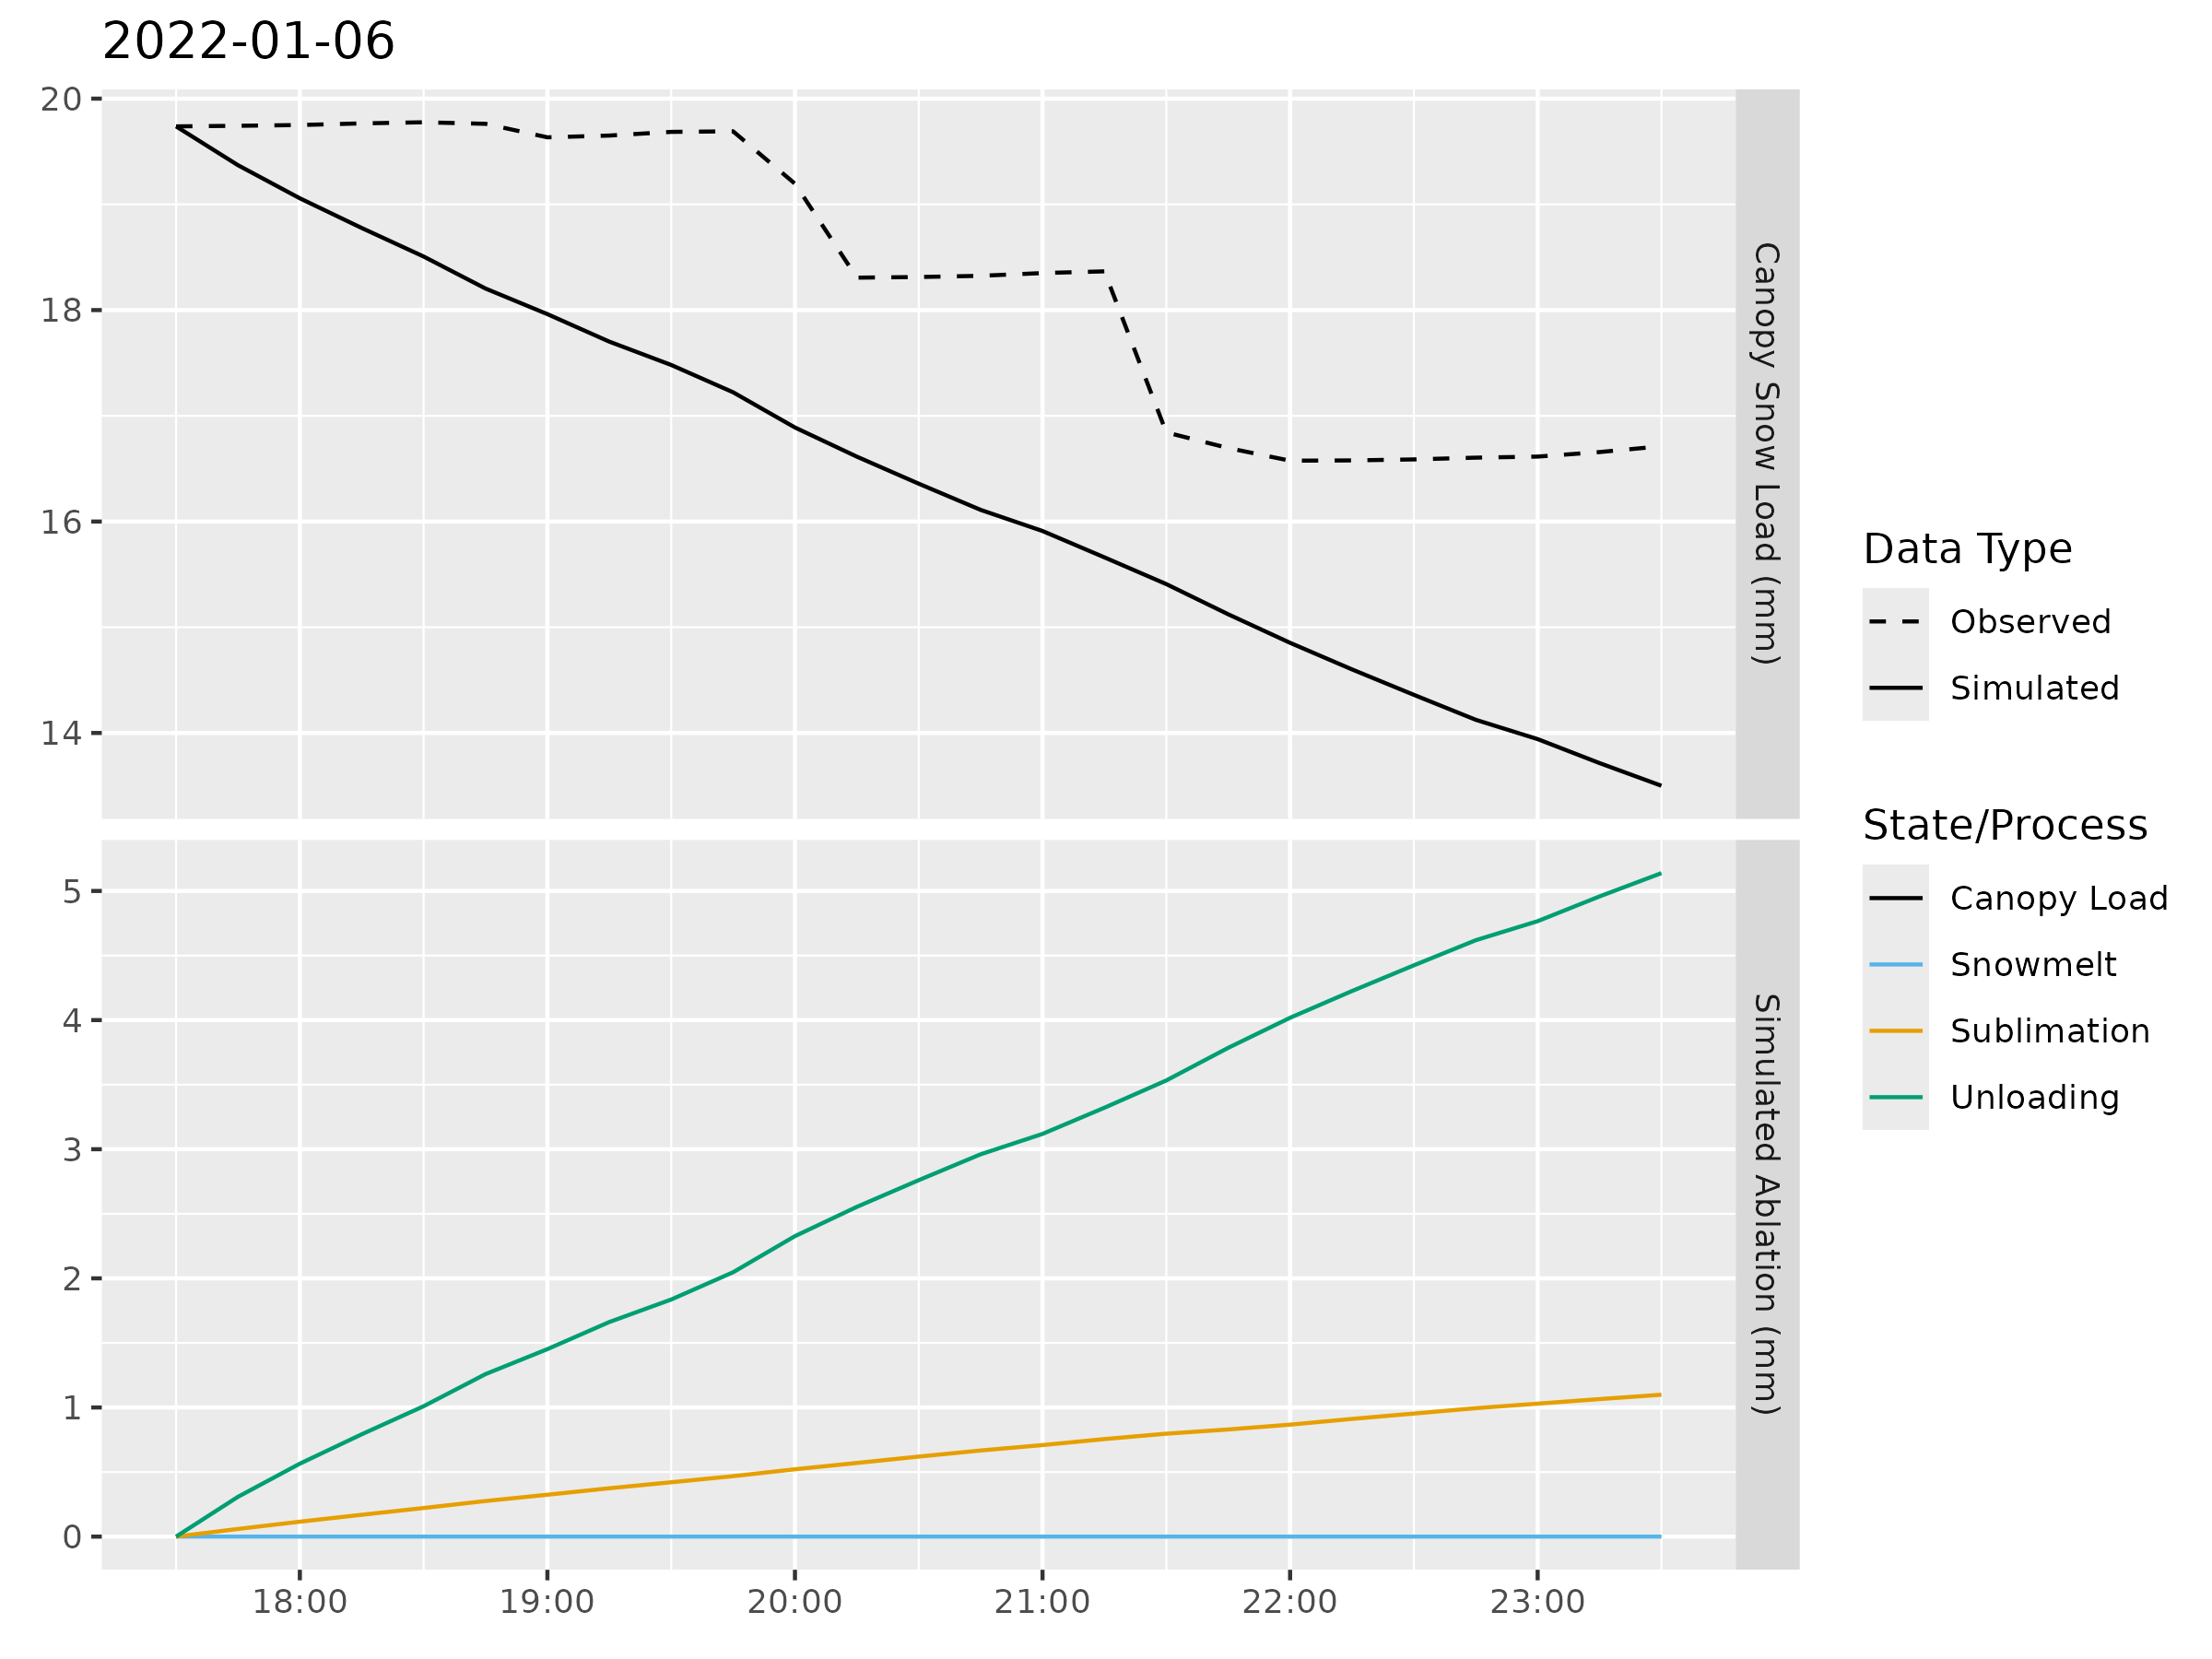 2022-01-06
20
18
16
14
Canopy Snow Load (mm)
5
4
3
2
1
0
Simulated Ablation (mm)
18:00 19:00 20:00 21:00 22:00 23:00
Data Type
Observed
Simulated
State/Process
Canopy Load
Snowmelt
Sublimation
Unloading